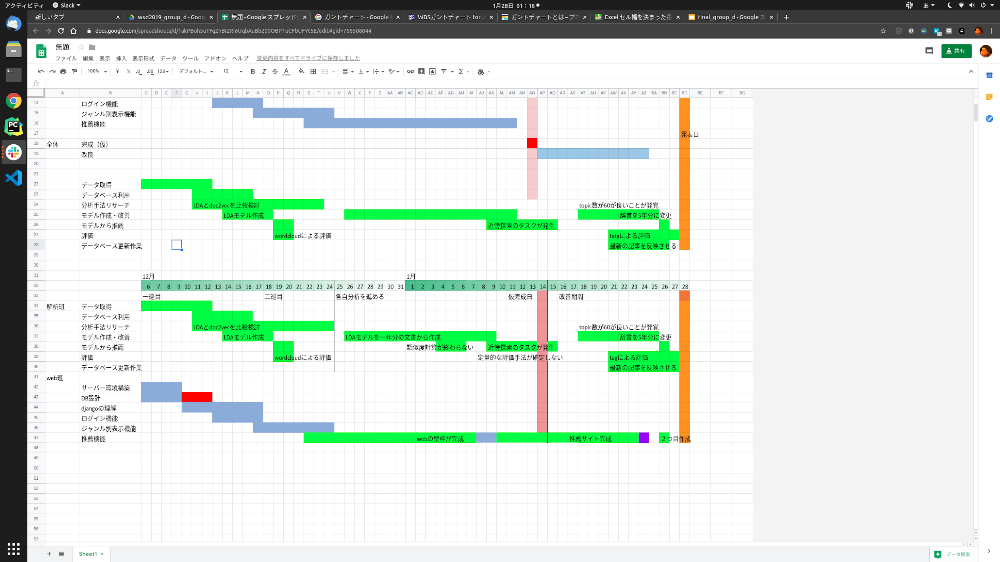 アクティビティ Slack 1月28日 01：18 あ
新しいタブ wsd2019_group_d - Googl 無題 - Google スプレッドシ ガントチャート - Google 検 WBSガントチャート for Ji ガントチャートとは – プロ Excel セル幅を決まった長 final_group_d - Google ス
docs.google.com/spreadsheets/d/1akPBoh5uTFqZnBIZRi6UqbAuBb200OBP1uCFbUFYt5E/edit#gid=758508044
無題
ファイル 編集 表示 挿入 表示形式 データ ツール アドオン ヘルプ 変更内容をすべてドライブに保存しました
共有
100% ¥ % .0 .00 123 デフォルト... 12 B I S A Σ あ
fx
A B C D E F G H I J K L M N O P Q R S T U V W X Y Z AA AB AC AD AE AF AG AH AI AJ AK AL AM AN AO AP AQ AR AS AT AU AV AW AX AY AZ BA BB BC BD BE BF BG
14 ログイン機能
15 ジャンル別表示機能
16 推薦機能
17 発表日
18 全体 完成（仮）
19 改良
20
21
22 データ取得
23 データベース利用
24 分析手法リサーチ LDAとdoc2vecを比較検討 topic数が60が良いことが発覚
25 モデル作成・改善 LDAモデル作成 辞書を5年分に変更
26 モデルから推薦 近傍探索のタスクが発生
27 評価 wordcloudによる評価 tatgによる評価
28 データベース更新作業 最新の記事を反映させる
29
30
31 12月 1月
32 6 7 8 9 10 11 12 13 14 15 16 17 18 19 20 21 22 23 24 25 26 27 28 29 30 31 1 2 3 4 5 6 7 8 9 10 11 12 13 14 15 16 17 18 19 20 21 22 23 24 25 26 27 28
33 一巡目 二巡目 各自分析を進める 仮完成日 改善期間
34 解析班 データ取得
35 データベース利用
36 分析手法リサーチ LDAとdoc2vecを比較検討 topic数が60が良いことが発覚
37 モデル作成・改善 LDAモデル作成 LDAモデルを一年分の文書から作成 辞書を5年分に変更
38 モデルから推薦 類似度計算が終わらない 近傍探索のタスクが発生
39 評価 wordcloudによる評価 定量的な評価手法が確定しない tagによる評価
40 データベース更新作業 最新の記事を反映させる
41 web班
42 サーバー環境構築
43 DB設計
44 djangoの理解
45 ログイン機能
46 ジャンル別表示機能
47 推薦機能 webの型枠が完成 推薦サイト完成 ２つ目作成
48
49
50
51
52
53
54
55
56
57
Sheet1 データ探索